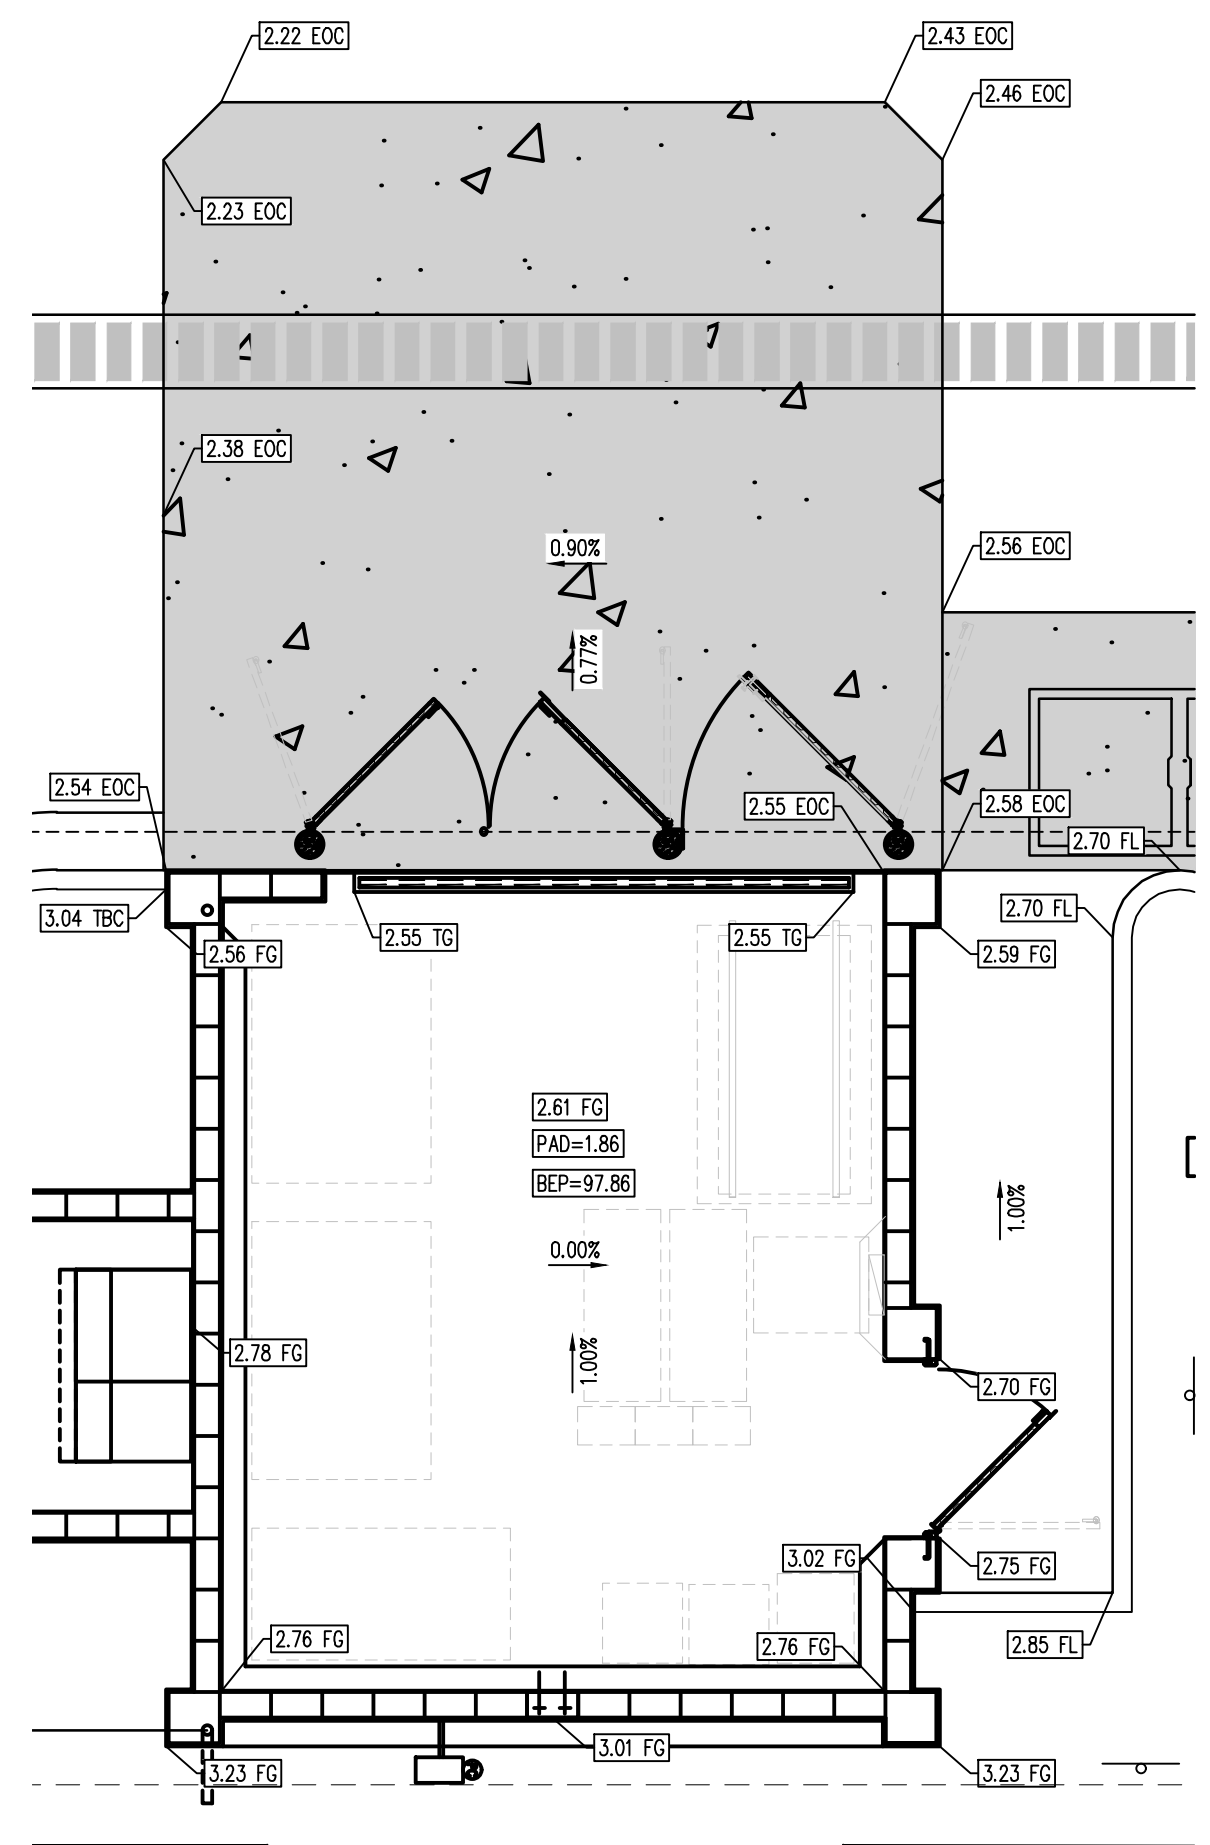 2.22 EOC
2.43 EOC
2.46 EOC
2.23 EOC
2.38 EOC
0.90%
2.56 EOC
0.77%
2.54 EOC
2.55 EOC
2.58 EOC
2.70 FL
3.04 TBC
2.70 FL
2.55 TG
2.55 TG
2.56 FG
2.59 FG
2.61 FG
PAD=1.86
BEP=97.86
1.00%
0.00%
2.78 FG
1.00%
2.70 FG
3.02 FG
2.75 FG
2.76 FG
2.76 FG
2.85 FL
3.01 FG
3.23 FG
3.23 FG